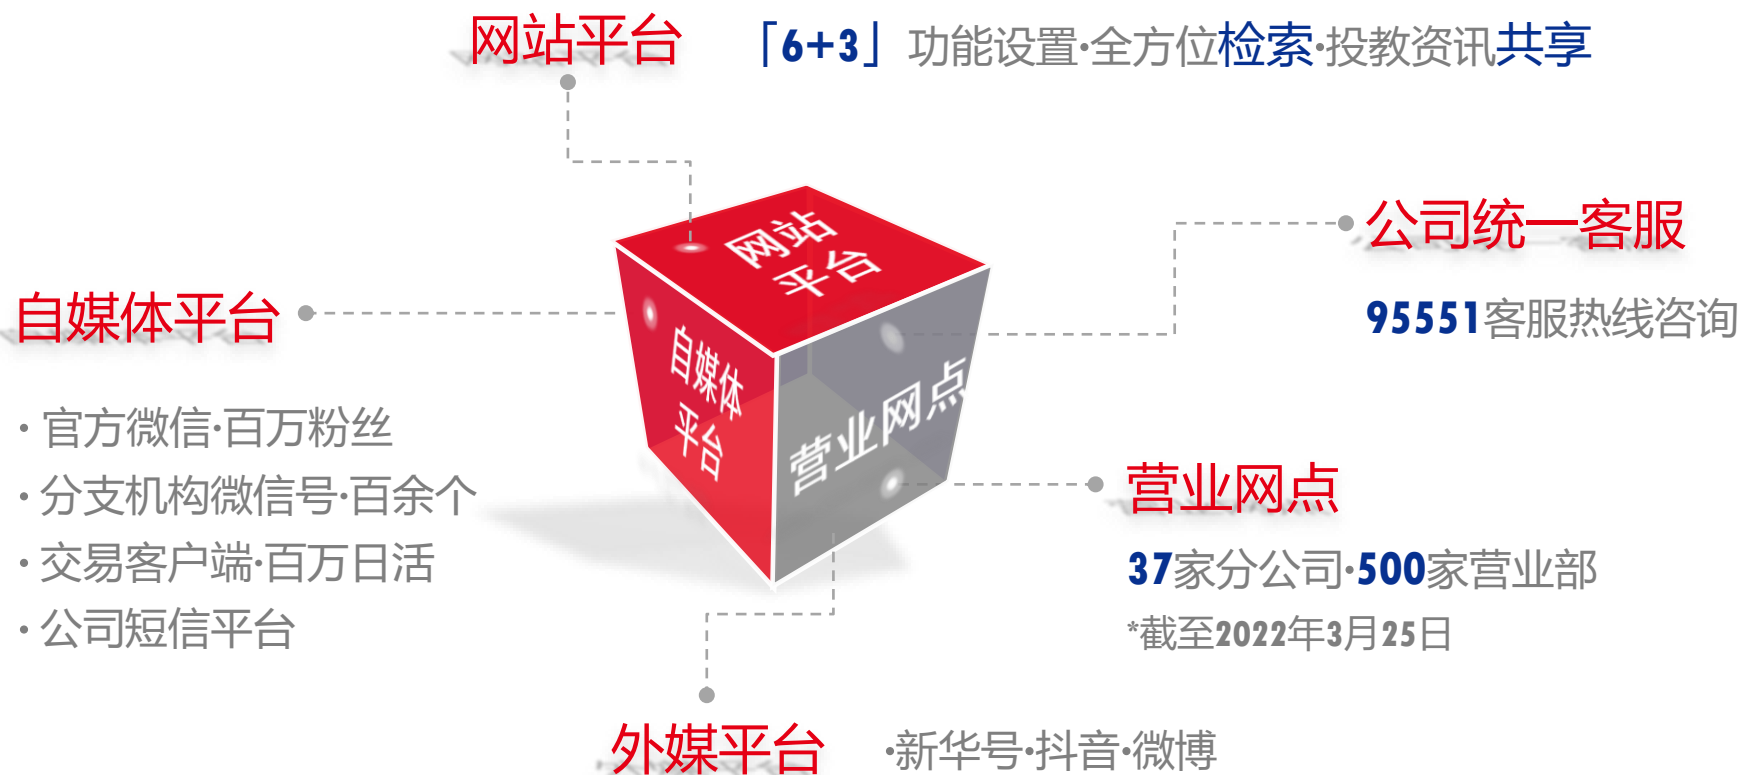 网站平台
「6+3」功能设置·全方位检索·投教资讯共享
公司统一客服
95551客服热线咨询
自媒体平台
·官方微信·百万粉丝
·分支机构微信号·百余个
·交易客户端·百万日活
·公司短信平台
网站
平台
自媒体
平台
营业网点
营业网点
37家分公司·500家营业部
*截至2022年3月25日
外媒平台
·新华号·抖音·微博